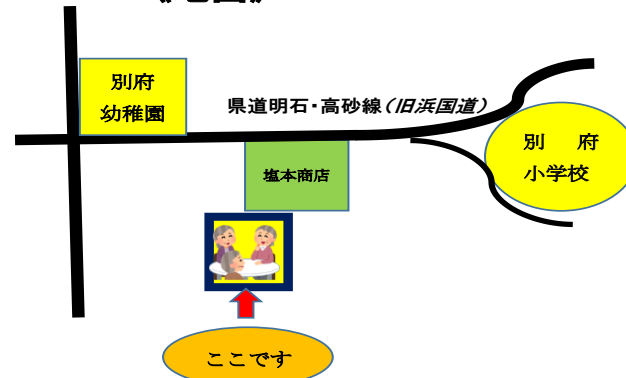 別府
幼稚園
県道明石・高砂線(旧浜国道)
別 府
小学校
塩本商店
ここです